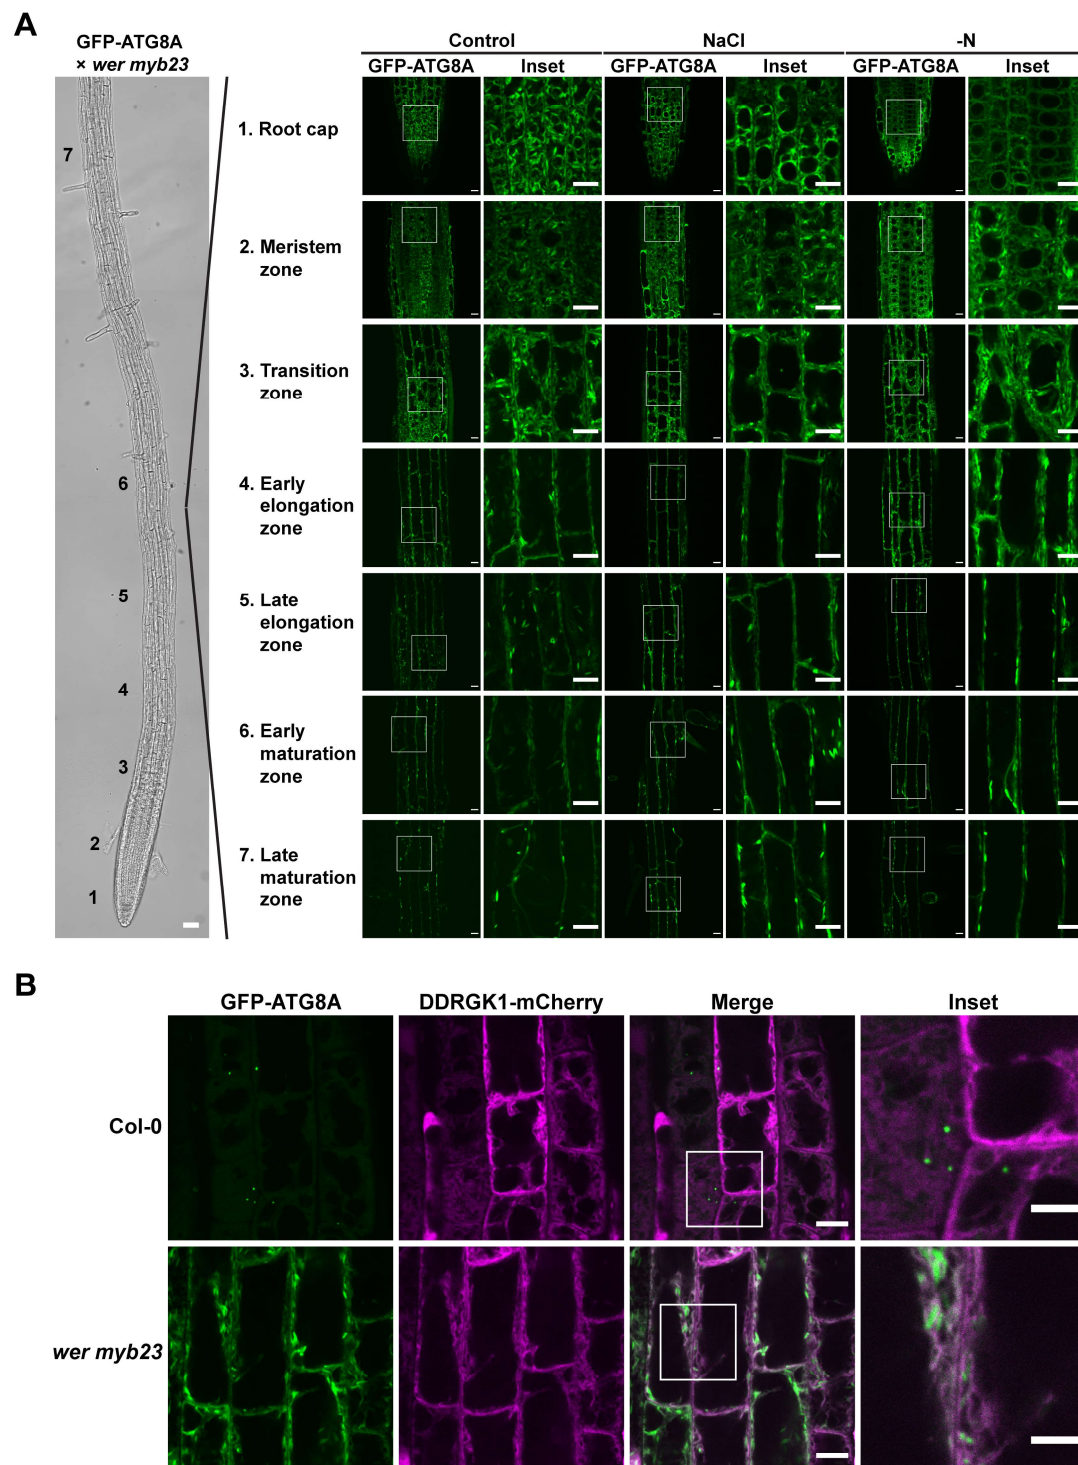 A
GFP-ATG8A
× wer myb23
Control
NaCl
-N
GFP-ATG8A
Inset
GFP-ATG8A
Inset
GFP-ATG8A
Inset
1. Root cap
2. Meristem
zone
3. Transition
zone
4. Early
elongation
zone
5. Late
elongation
zone
6. Early
maturation
zone
7. Late
maturation
zone
7
6
5
4
3
2
1
B
GFP-ATG8A
DDRGK1-mCherry
Merge
Inset
Col-0
wer myb23